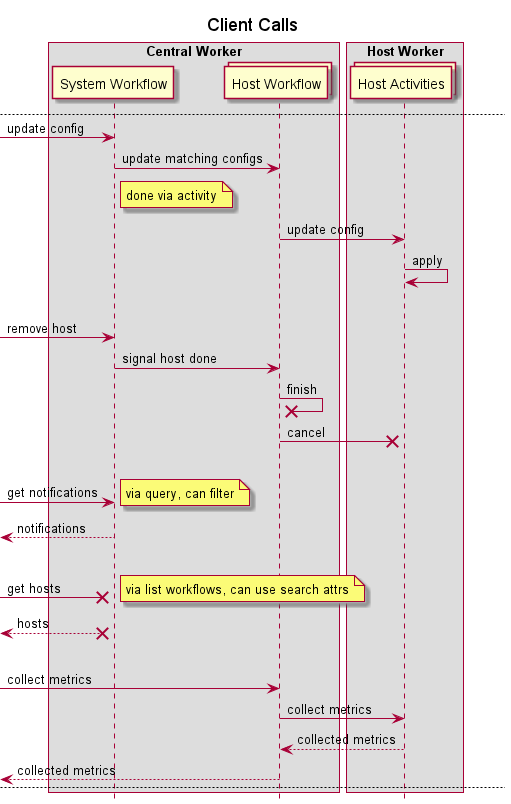 Client Calls
Central Worker
Host Worker
System Workflow
Host Workflow
Host Activities
update config
update matching configs
done via activity
update config
apply
remove host
signal host done
finish
cancel
get notifications
via query, can filter
notifications
get hosts
via list workflows, can use search attrs
hosts
collect metrics
collect metrics
collected metrics
collected metrics